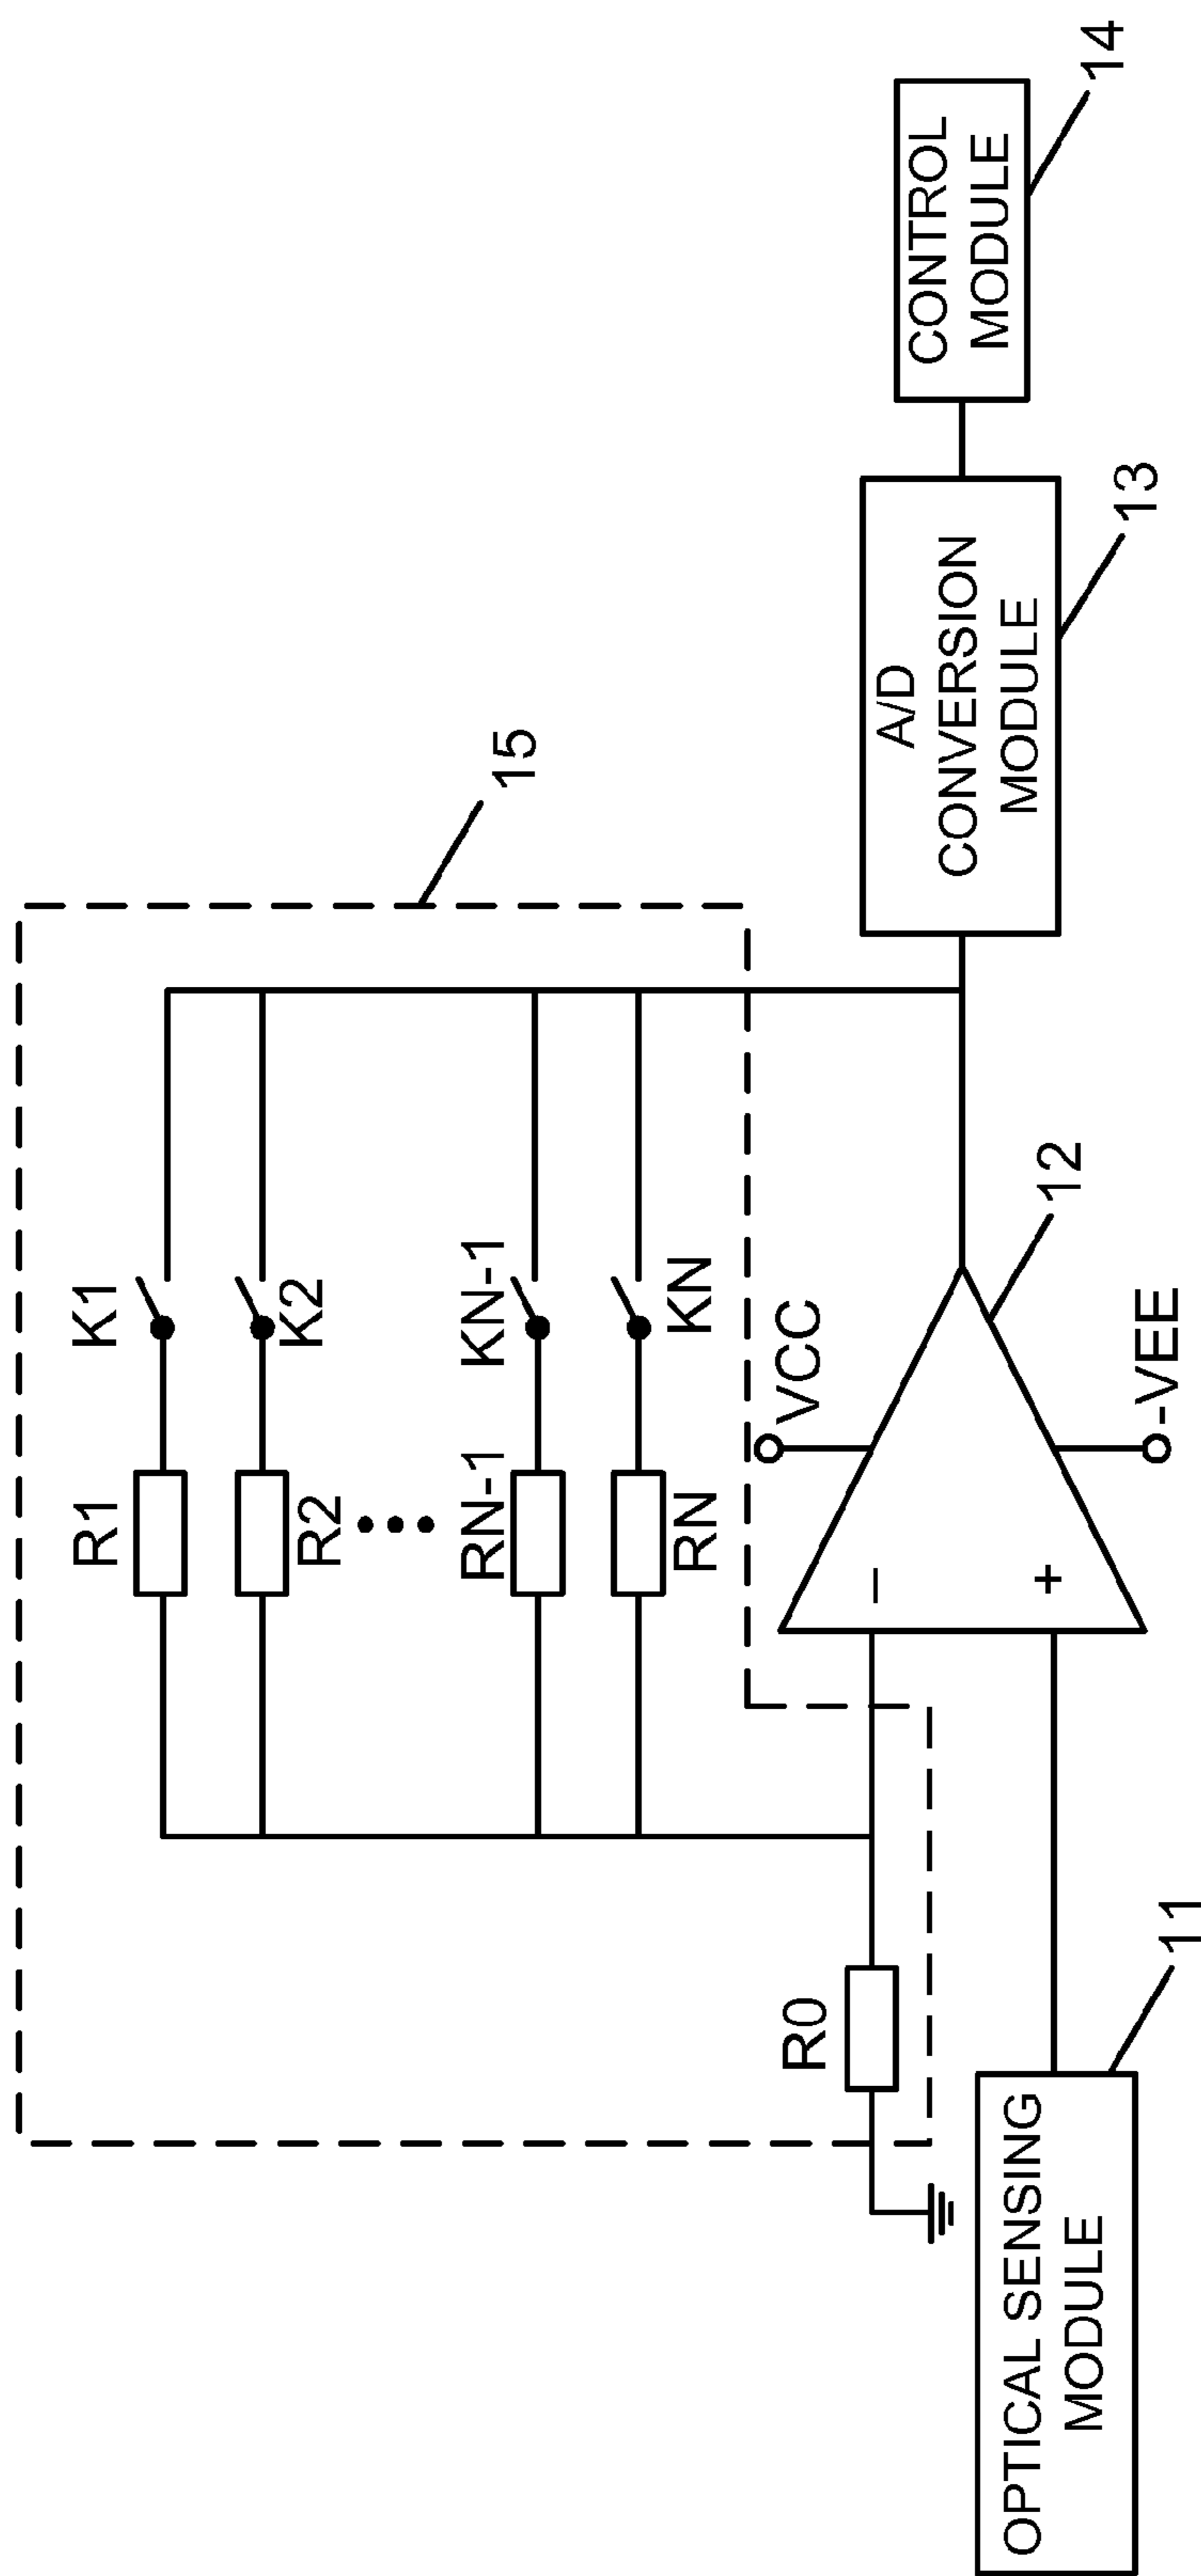 15
K1
R1
K2
R2
KN-1
RN-1
KN
RN
R0
VCC
-VEE
−
+
12
OPTICAL SENSING
MODULE
11
A/D
CONVERSION
MODULE
13
CONTROL
MODULE
14